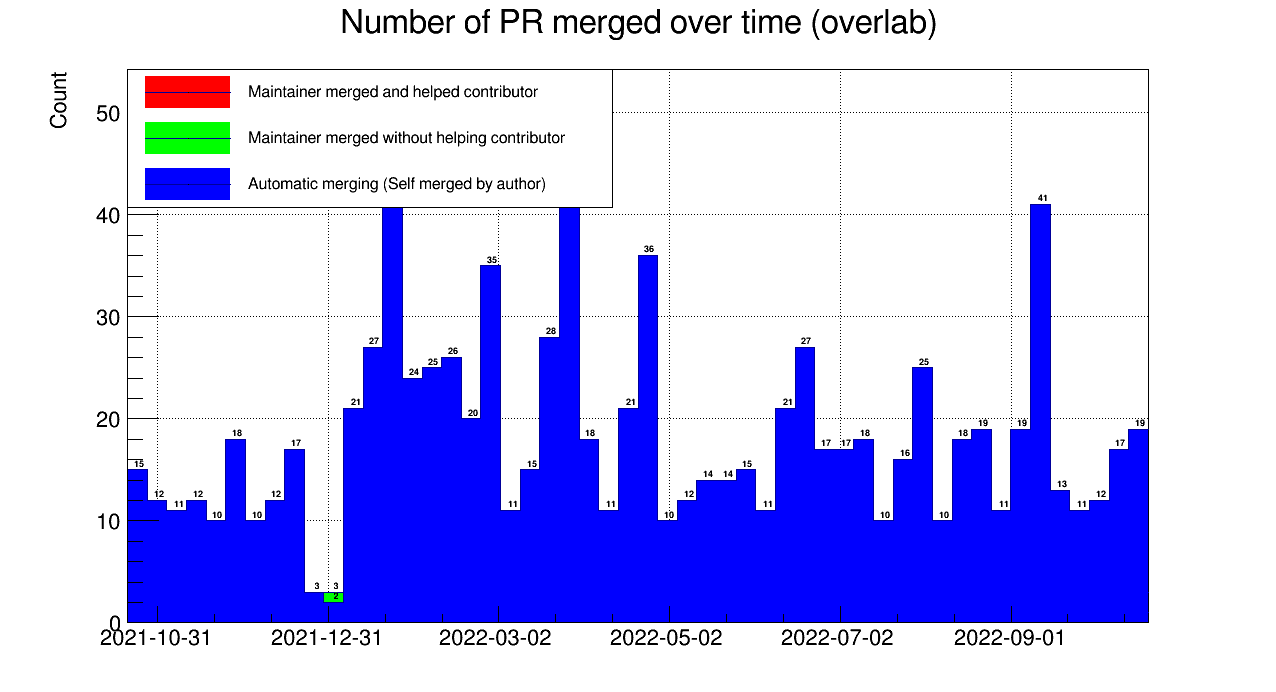 Number of PR merged over time (overlab)
Count
Maintainer merged and helped contributor
Maintainer merged without helping contributor
Automatic merging (Self merged by author)
50
40
30
20
10
0
15 12 11 12 10 18 10 12 17 3 3 2 21 27 24 25 26 20 35 11 15 28 18 11 21 36 10 12 14 14 15 11 21 27 17 17 18 10 16 25 10 18 19 11 19 41 13 11 12 17 19
2021-10-31 2021-12-31 2022-03-02 2022-05-02 2022-07-02 2022-09-01